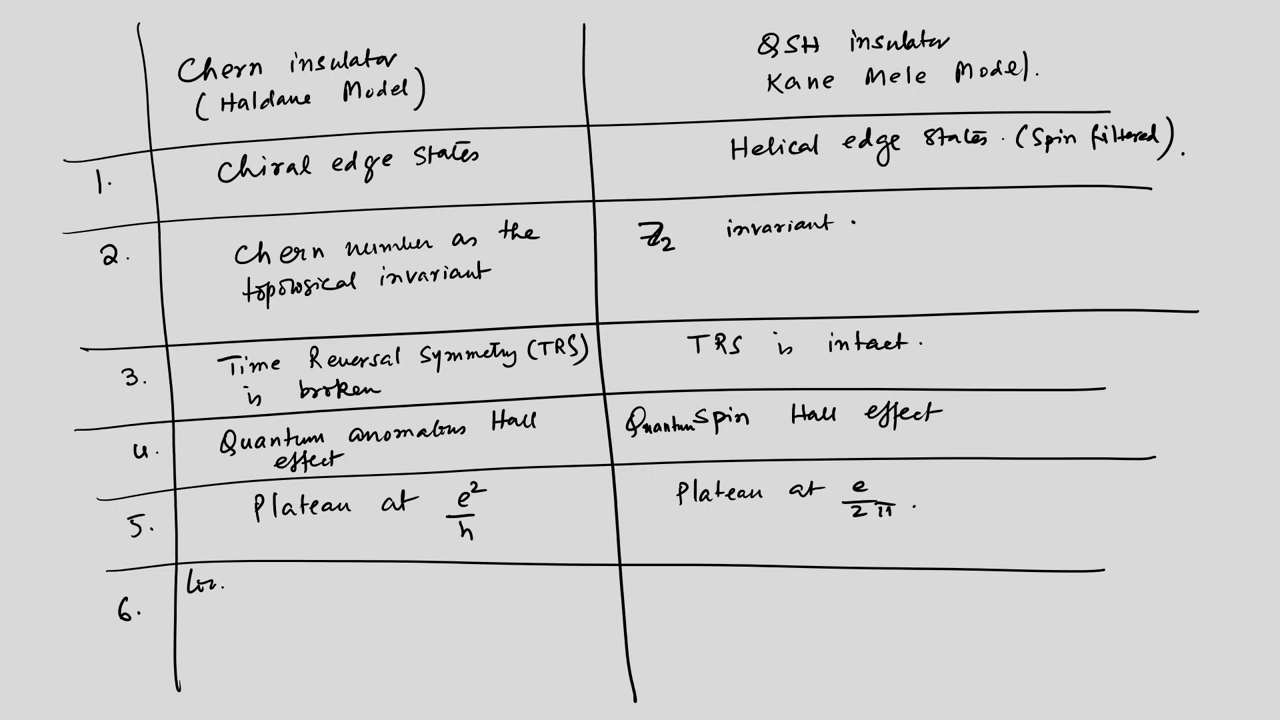 Chern insulator
(Haldane Model)
QSH insulator
Kane Mele Model.
1.
Chiral edge states
Helical edge states. (Spin filtered).
2.
Chern number as the
topological invariant
Z₂ invariant.
3.
Time Reversal Symmetry (TRS)
is broken
TRS is intact.
4.
Quantum anomalous Hall
effect
Quantum Spin Hall effect
5.
Plateau at e²/h
Plateau at e/2π.
6.